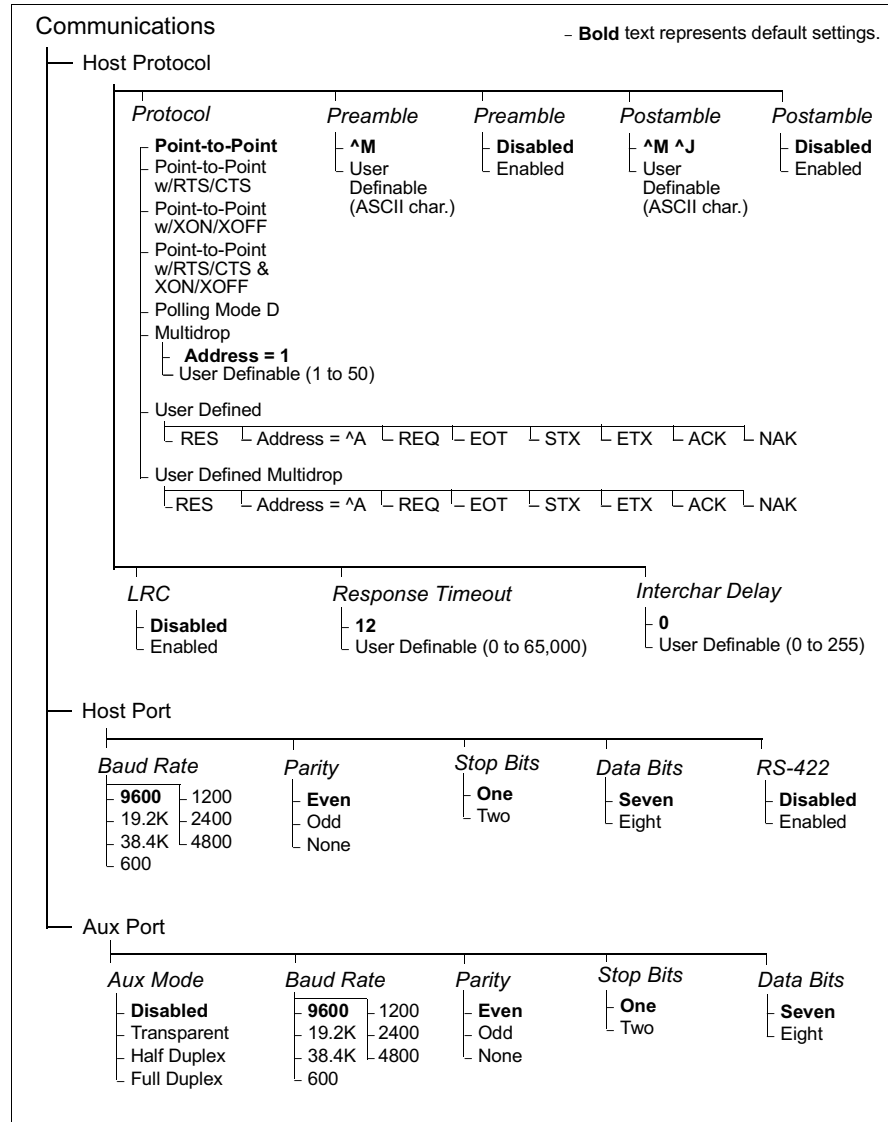 Communications
– Bold text represents default settings.
Host Protocol
Protocol
Point-to-Point
Point-to-Point
w/RTS/CTS
Point-to-Point
w/XON/XOFF
Point-to-Point
w/RTS/CTS &
XON/XOFF
Polling Mode D
Multidrop
Address = 1
User Definable (1 to 50)
User Defined
RES Address = ^A REQ EOT STX ETX ACK NAK
User Defined Multidrop
RES Address = ^A REQ EOT STX ETX ACK NAK
Preamble
^M
User
Definable
(ASCII char.)
Preamble
Disabled
Enabled
Postamble
^M ^J
User
Definable
(ASCII char.)
Postamble
Disabled
Enabled
LRC
Disabled
Enabled
Response Timeout
12
User Definable (0 to 65,000)
Interchar Delay
0
User Definable (0 to 255)
Host Port
Baud Rate
9600 1200
19.2K 2400
38.4K 4800
600
Parity
Even
Odd
None
Stop Bits
One
Two
Data Bits
Seven
Eight
RS-422
Disabled
Enabled
Aux Port
Aux Mode
Disabled
Transparent
Half Duplex
Full Duplex
Baud Rate
9600 1200
19.2K 2400
38.4K 4800
600
Parity
Even
Odd
None
Stop Bits
One
Two
Data Bits
Seven
Eight